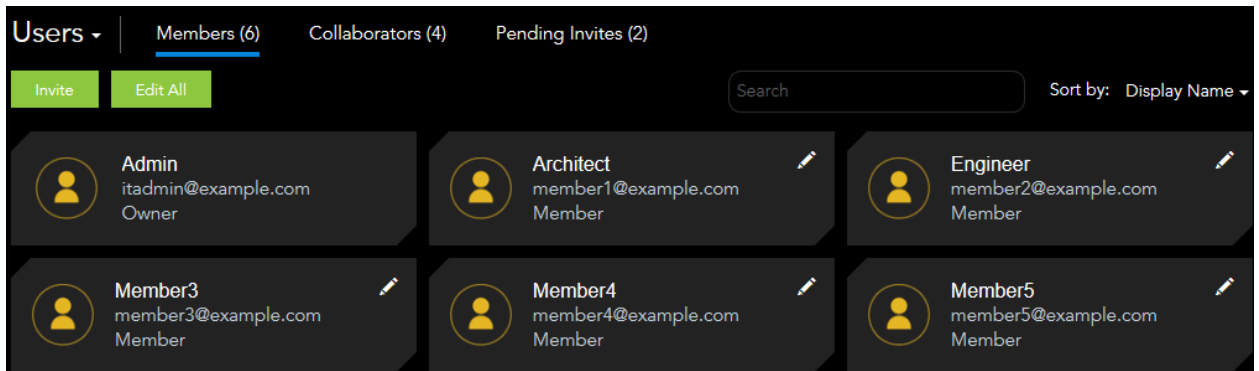 Users
Members (6)
Collaborators (4)
Pending Invites (2)
Invite
Edit All
Search
Sort by: Display Name
Admin
itadmin@example.com
Owner
Architect
member1@example.com
Member
Engineer
member2@example.com
Member
Member3
member3@example.com
Member
Member4
member4@example.com
Member
Member5
member5@example.com
Member